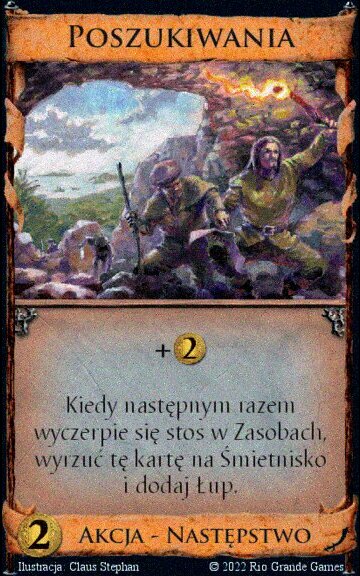 POSZUKIWANIA
+2
Kiedy następnym razem
wyczerpie się stos w Zasobach,
wyrzuć tę kartę na Śmietnisko
i dodaj Łup.
2 AKCJA - NASTĘPSTWO
Ilustracja: Claus Stephan © 2022 Rio Grande Games